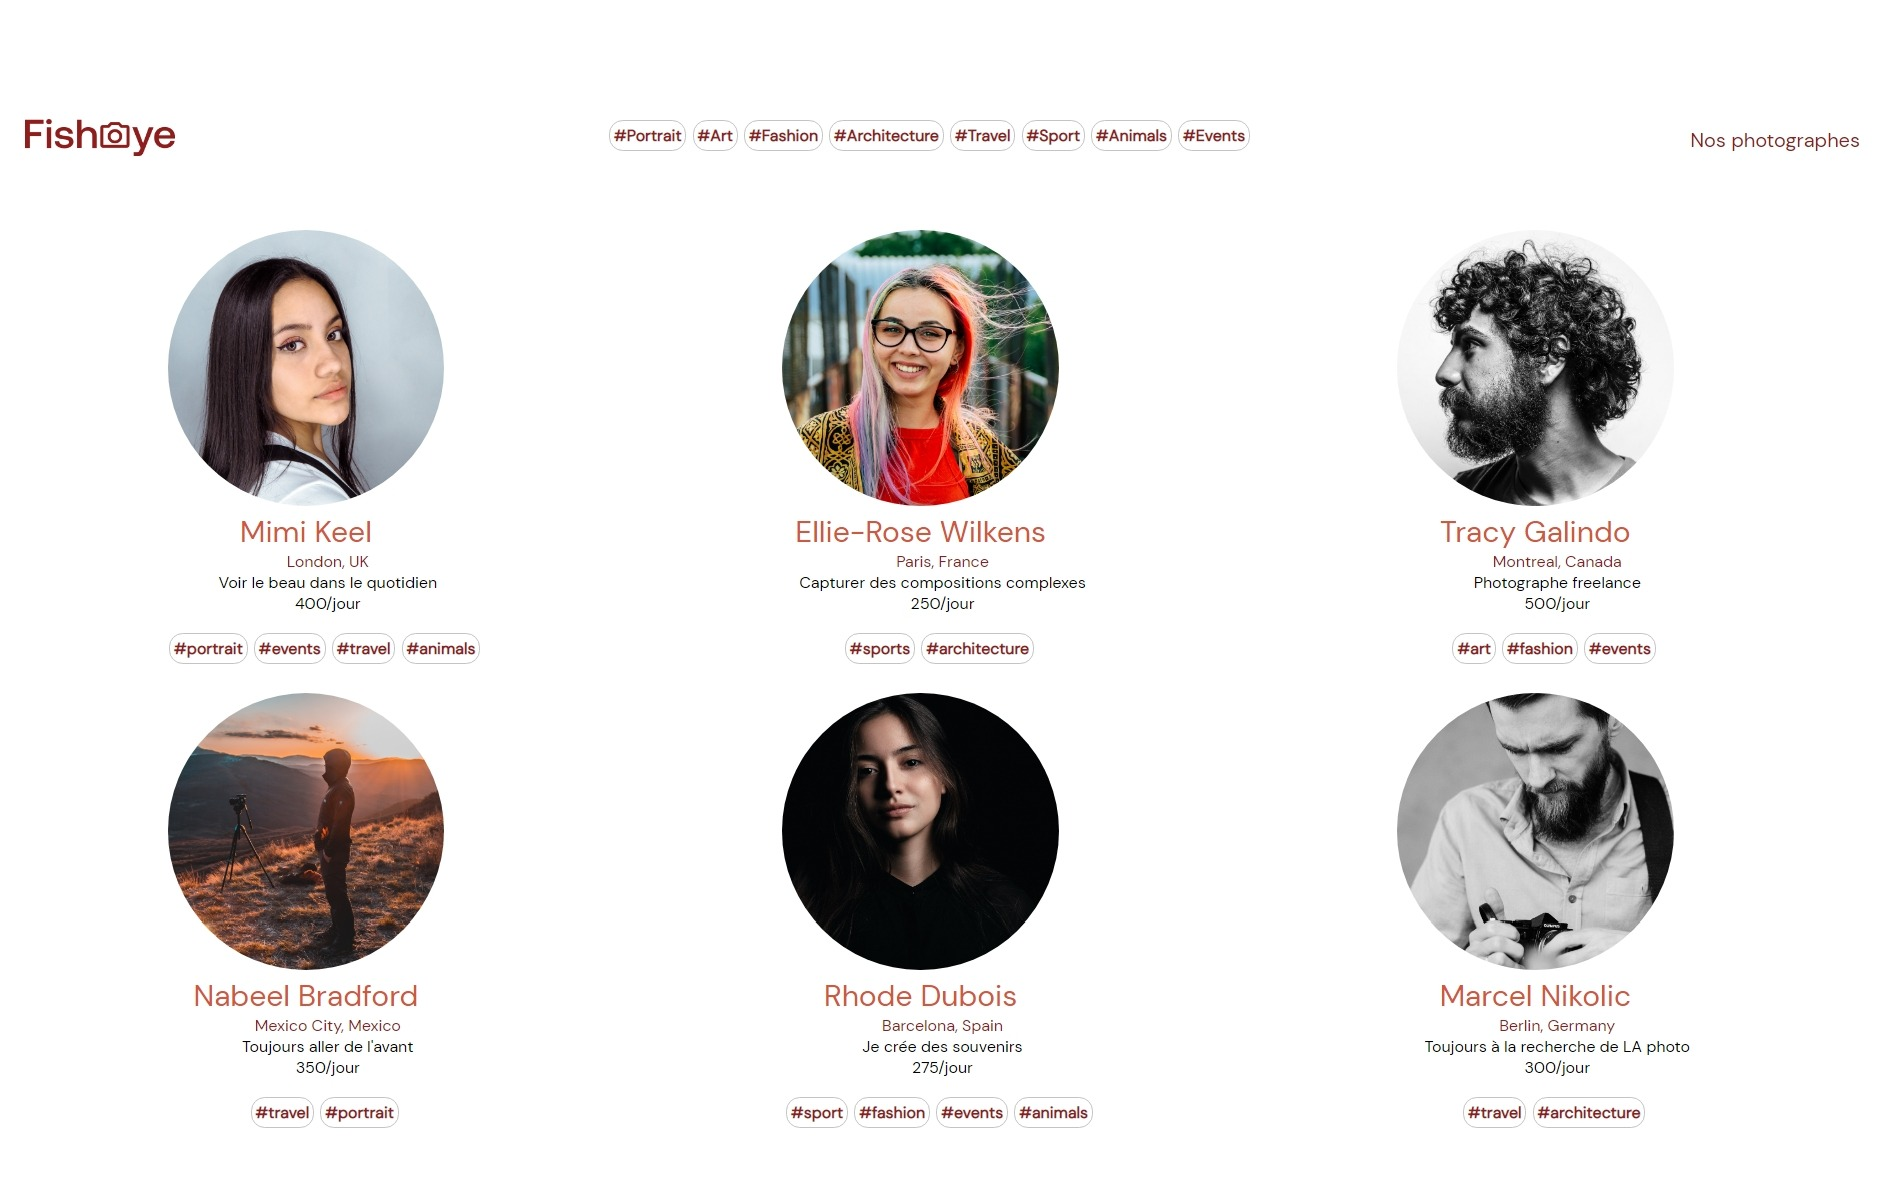 Fisheye
#Portrait #Art #Fashion #Architecture #Travel #Sport #Animals #Events
Nos photographes
Mimi Keel
London, UK
Voir le beau dans le quotidien
400/jour
#portrait #events #travel #animals
Ellie-Rose Wilkens
Paris, France
Capturer des compositions complexes
250/jour
#sports #architecture
Tracy Galindo
Montreal, Canada
Photographe freelance
500/jour
#art #fashion #events
Nabeel Bradford
Mexico City, Mexico
Toujours aller de l'avant
350/jour
#travel #portrait
Rhode Dubois
Barcelona, Spain
Je crée des souvenirs
275/jour
#sport #fashion #events #animals
Marcel Nikolic
Berlin, Germany
Toujours à la recherche de LA photo
300/jour
#travel #architecture